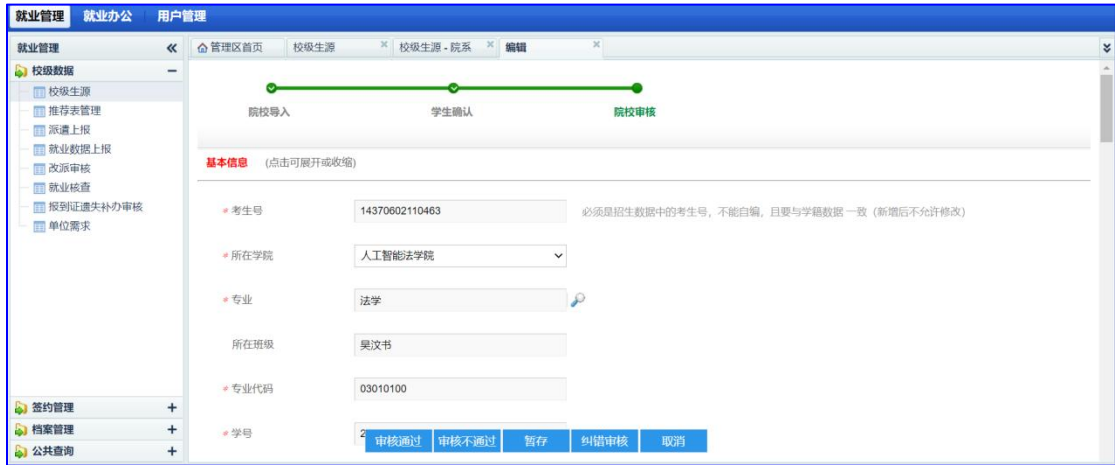 就业管理 就业办公 用户管理
就业管理 管理区首页 校级生源 校级生源 - 院系 编辑
校级数据
校级生源
推荐表管理
派遣上报
就业数据上报
改派审核
就业核查
报到证遗失补办审核
单位需求
签约管理
档案管理
公共查询
院校导入 学生确认 院校审核
基本信息 (点击可展开或收缩)
* 考生号 14370602110463 必须是招生数据中的考生号，不能自编，且要与学籍数据 一致（新增后不允许修改）
* 所在学院 人工智能法学院
* 专业 法学
所在班级 吴汶书
* 专业代码 03010100
* 学号 2
审核通过 审核不通过 暂存 纠错审核 取消